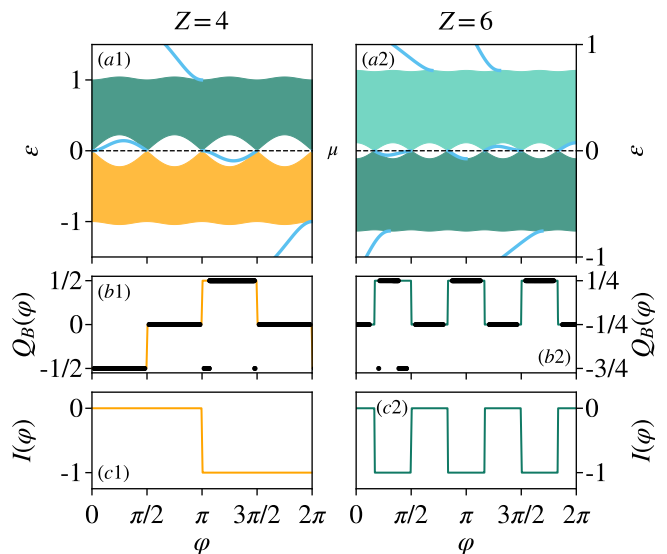 Z = 4
Z = 6
(a1)
(a2)
1
0
-1
ε
μ
1
0
-1
ε
(b1)
(b2)
1/2
0
-1/2
Q_B(φ)
1/4
-1/4
-3/4
Q_B(φ)
(c1)
(c2)
0
-1
I(φ)
0
-1
I(φ)
0 π/2 π 3π/2 2π
0 π/2 π 3π/2 2π
φ
φ